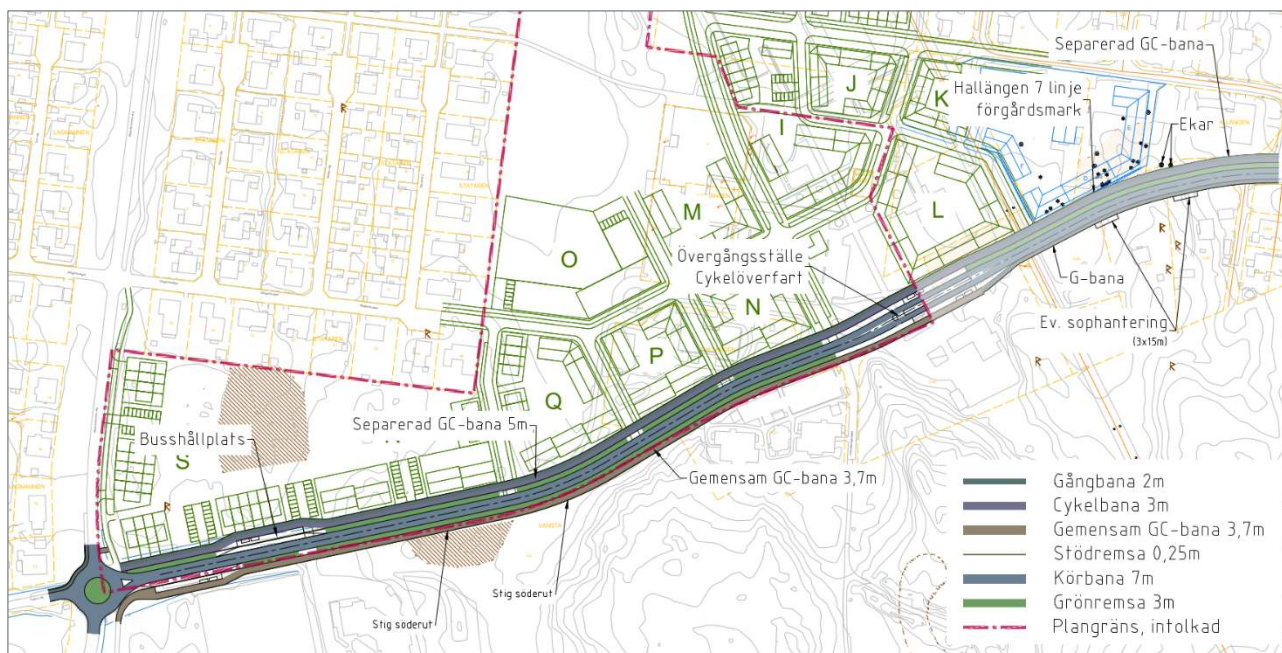 Separerad GC-bana
Hallängen 7 linje
förgårdsmark
Ekar
J
K
I
L
M
O
Övergångsställe
Cykelöverfart
N
P
G-bana
Ev. sophantering
(3x15m)
Q
Separerad GC-bana 5m
Busshållplats
S
Gemensam GC-bana 3,7m
Stig söderut
Stig söderut
Gångbana 2m
Cykelbana 3m
Gemensam GC-bana 3,7m
Stödremsa 0,25m
Körbana 7m
Grönremsa 3m
Plangräns, intolkad